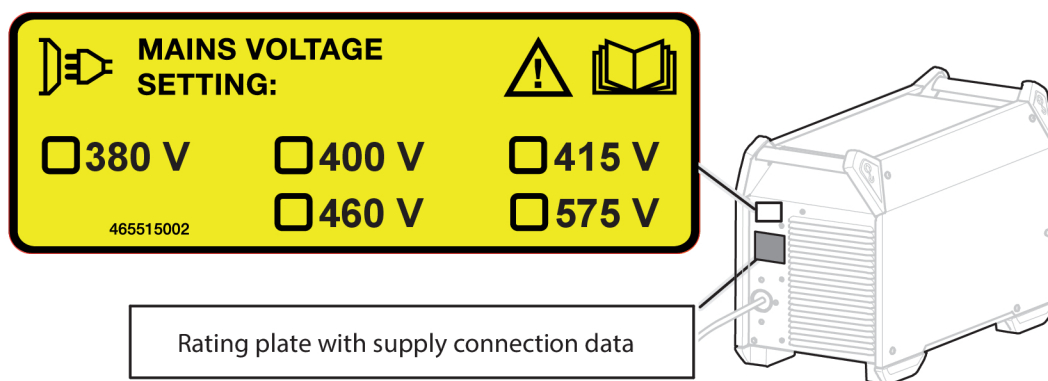 MAINS VOLTAGE
SETTING:
380 V 400 V 415 V
460 V 575 V
465515002
Rating plate with supply connection data